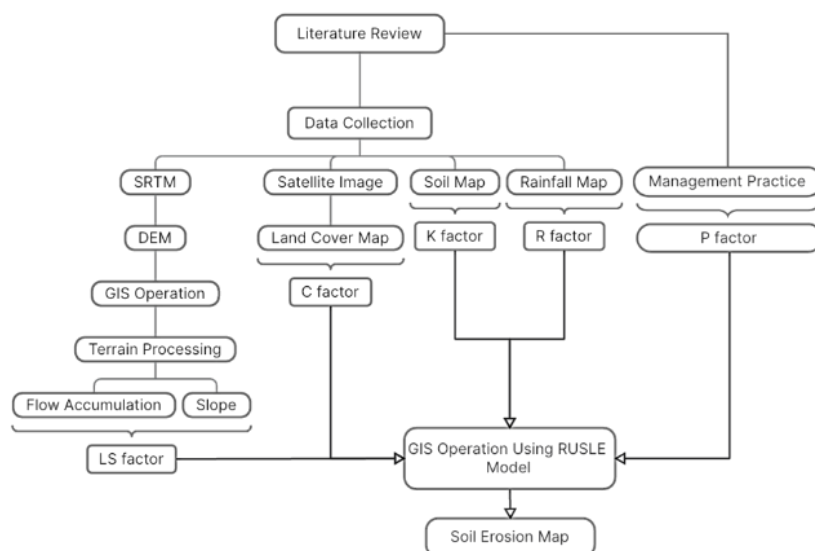 Literature Review
Data Collection
SRTM
Satellite Image
Soil Map
Rainfall Map
Management Practice
DEM
Land Cover Map
K factor
R factor
P factor
GIS Operation
C factor
Terrain Processing
Flow Accumulation
Slope
LS factor
GIS Operation Using RUSLE
Model
Soil Erosion Map